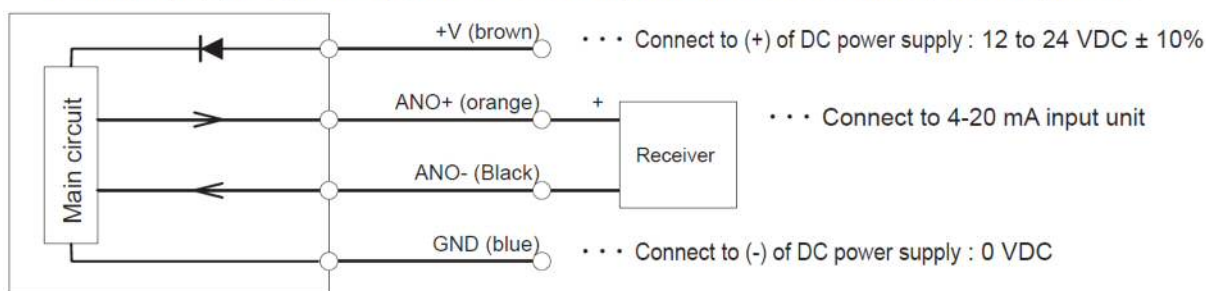 +V (brown) ・・・ Connect to (+) of DC power supply : 12 to 24 VDC ± 10%
ANO+ (orange) +
・・・ Connect to 4-20 mA input unit
Main circuit
Receiver
ANO- (Black)
GND (blue) ・・・ Connect to (-) of DC power supply : 0 VDC